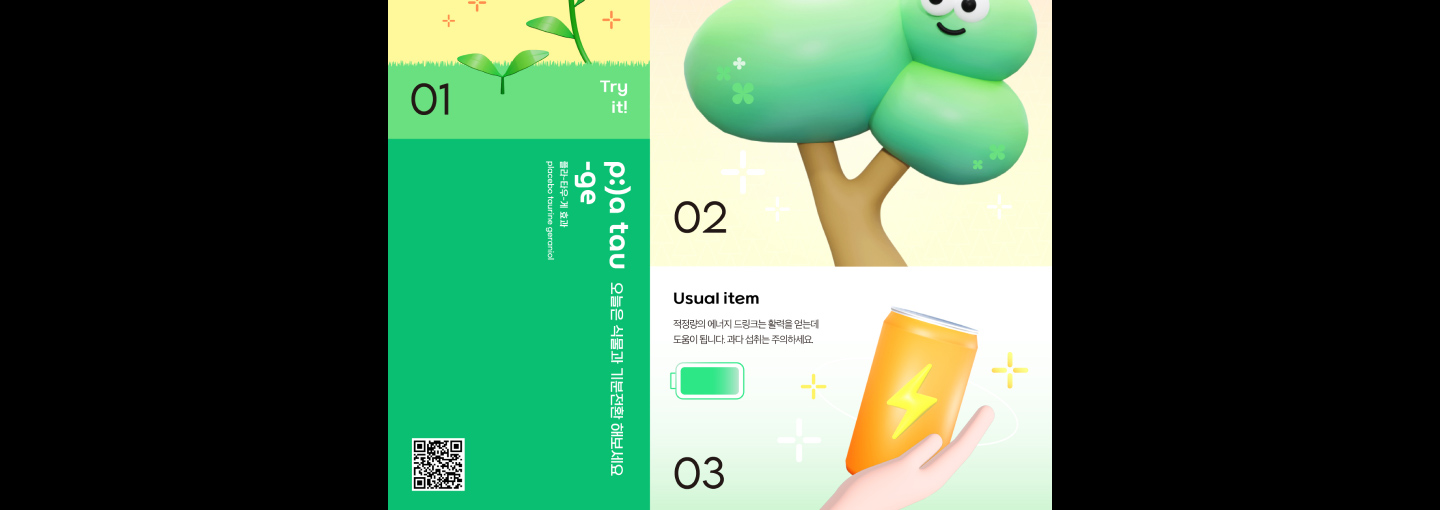 01
Try
it!
p:)a tau
-ge
플라-타우-게 효과
placebo taurine geraniol
오늘은 식물과 기분전환 해보세요
02
Usual item
적정량의 에너지 드링크는 활력을 얻는데
도움이 됩니다. 과다 섭취는 주의하세요.
03